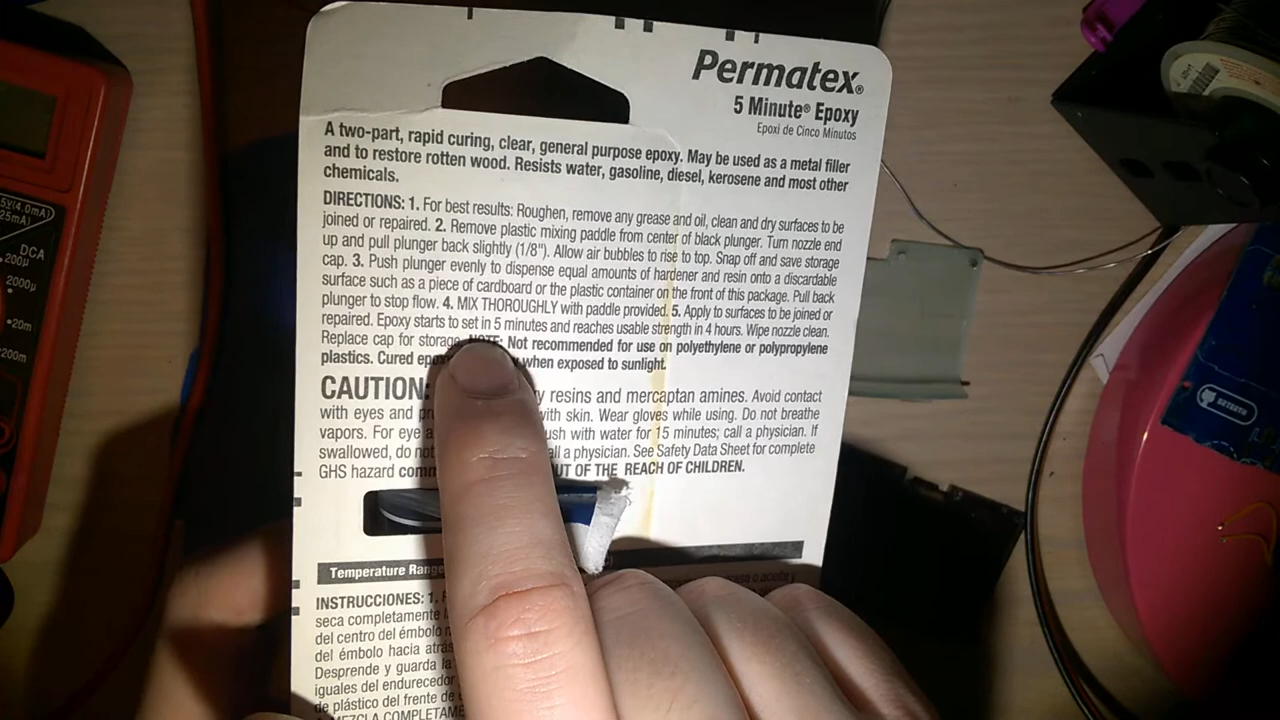 Permatex®
5 Minute® Epoxy
Epoxi de Cinco Minutos
A two-part, rapid curing, clear, general purpose epoxy. May be used as a metal filler
and to restore rotten wood. Resists water, gasoline, diesel, kerosene and most other
chemicals.
DIRECTIONS: 1. For best results: Roughen, remove any grease and oil, clean and dry surfaces to be
joined or repaired. 2. Remove plastic mixing paddle from center of black plunger. Turn nozzle end
up and pull plunger back slightly (1/8"). Allow air bubbles to rise to top. Snap off and save storage
cap. 3. Push plunger evenly to dispense equal amounts of hardener and resin onto a discardable
surface such as a piece of cardboard or the plastic container on the front of this package. Pull back
plunger to stop flow. 4. MIX THOROUGHLY with paddle provided. 5. Apply to surfaces to be joined or
repaired. Epoxy starts to set in 5 minutes and reaches usable strength in 4 hours. Wipe nozzle clean.
Replace cap for storage. NOTE: Not recommended for use on polyethylene or polypropylene
plastics. Cured when exposed to sunlight.
CAUTION: resins and mercaptan amines. Avoid contact
with eyes and with skin. Wear gloves while using. Do not breathe
vapors. For eye with water for 15 minutes; call a physician. If
swallowed, do not a physician. See Safety Data Sheet for complete
GHS hazard OF THE REACH OF CHILDREN.
Temperature Range
INSTRUCCIONES: 1.
seca completamente
del centro del émbolo
del émbolo hacia atrás
Desprende y guarda la
iguales del endurecedor
de plástico del frente de
MEZCLA COMPLETAME
DCA
200µ
2000µ
20m
200m